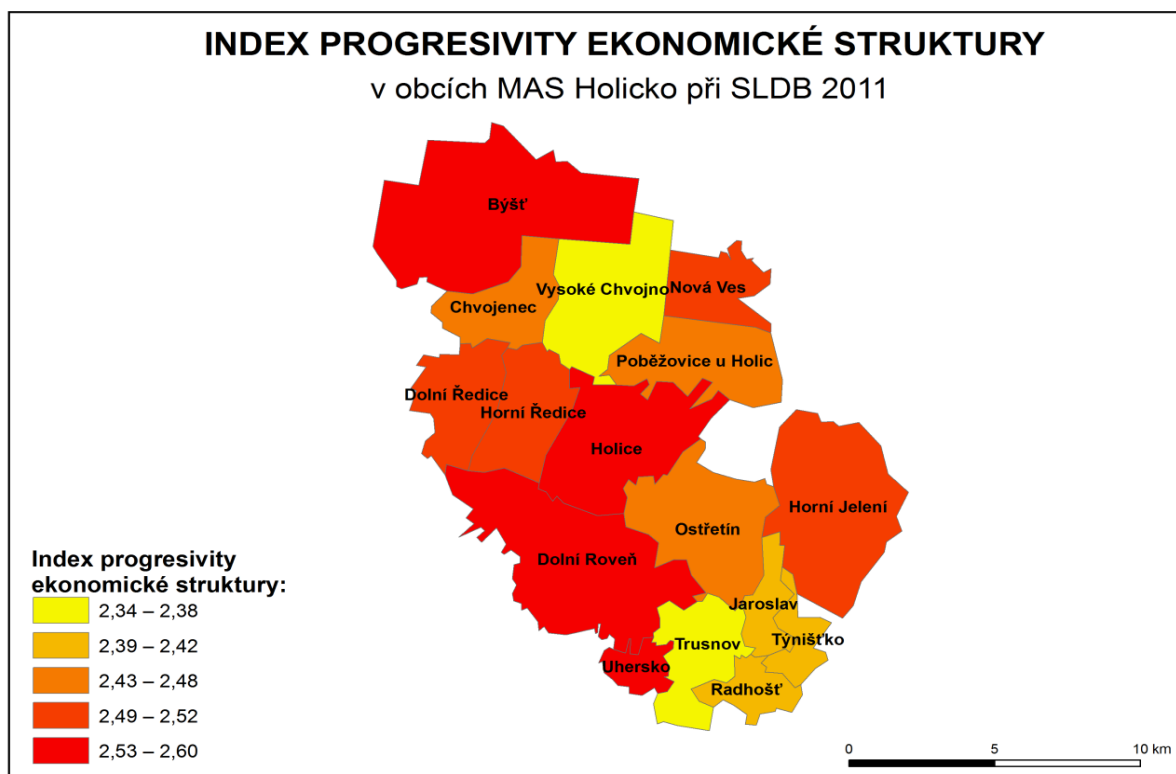 INDEX PROGRESIVITY EKONOMICKÉ STRUKTURY
v obcích MAS Holicko při SLDB 2011
Býšť
Vysoké Chvojno
Nová Ves
Chvojenec
Poběžovice u Holic
Dolní Ředice
Horní Ředice
Holice
Horní Jelení
Ostřetín
Dolní Roveň
Jaroslav
Týnišťko
Trusnov
Uhersko
Radhošť
Index progresivity
ekonomické struktury:
2,34 – 2,38
2,39 – 2,42
2,43 – 2,48
2,49 – 2,52
2,53 – 2,60
0 5 10 km